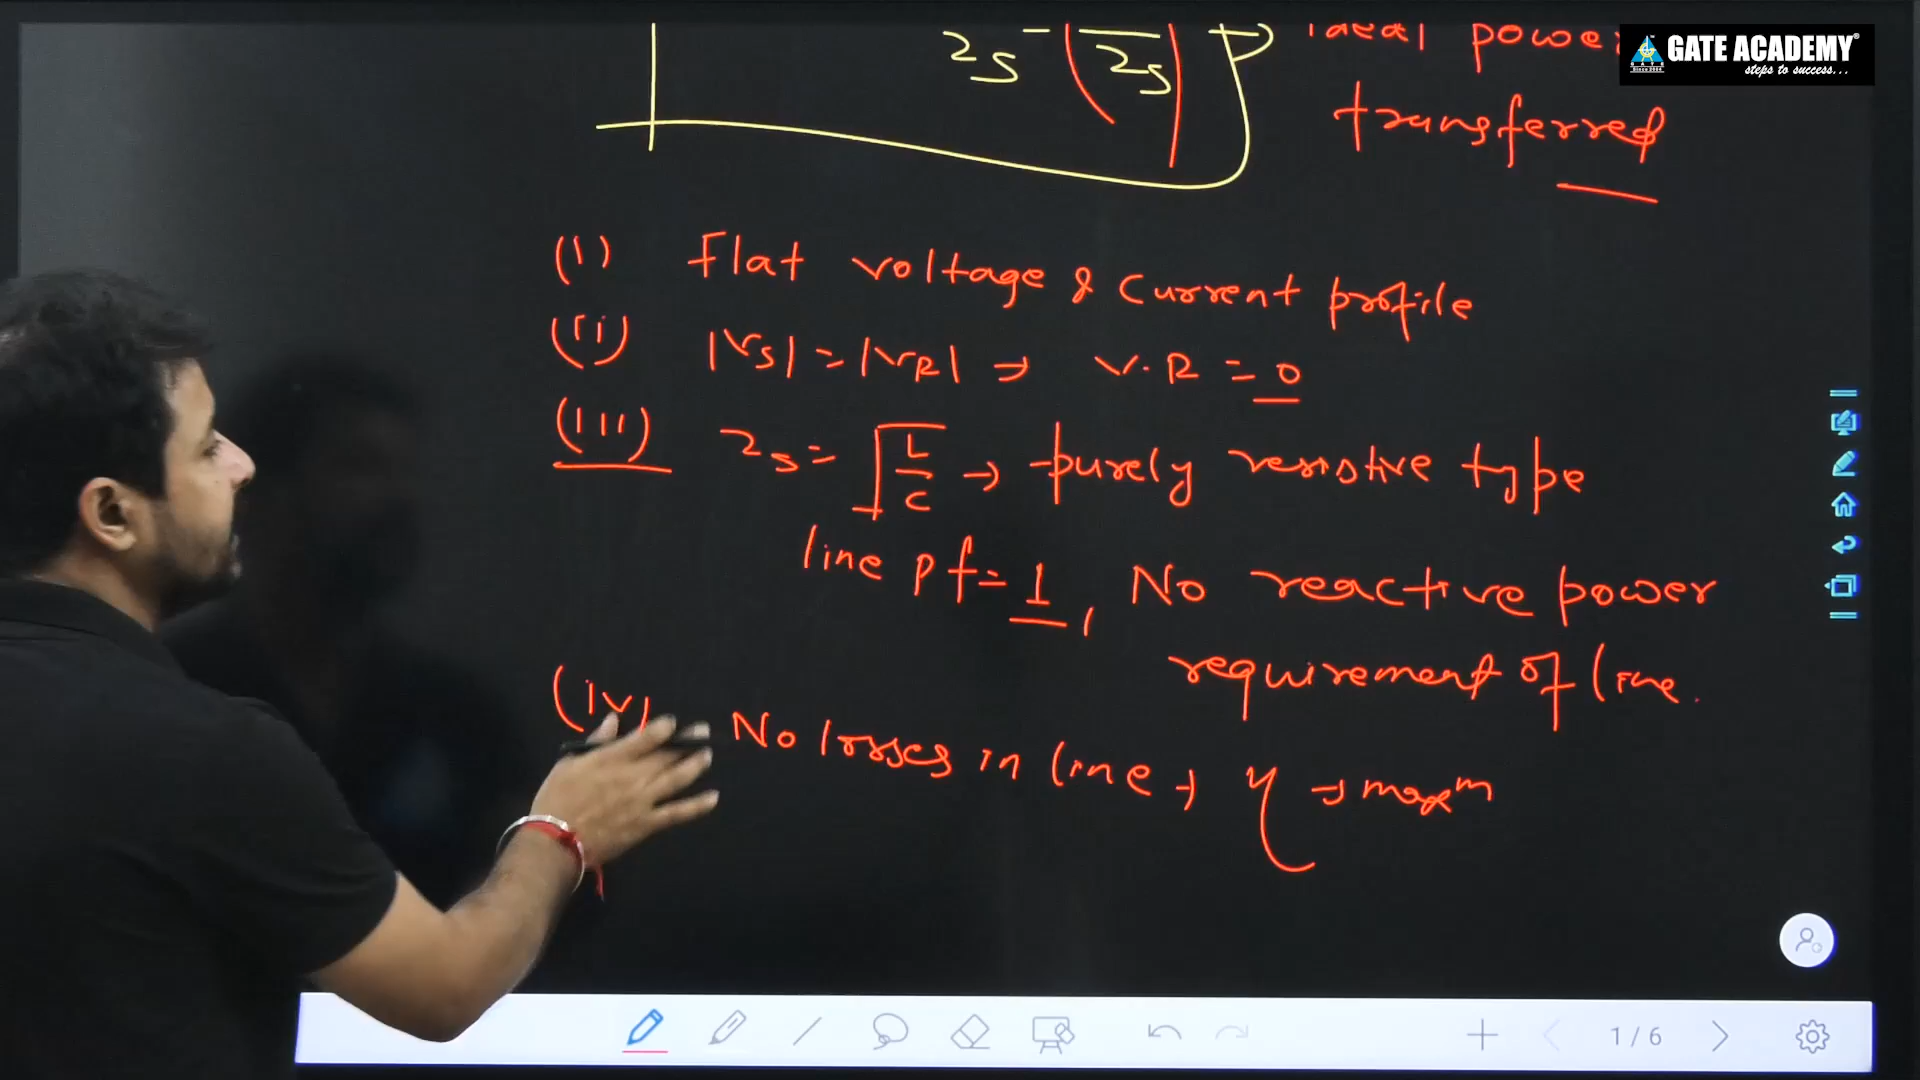 ideal power
GATE ACADEMY
steps to success...
2s 2s
transferred
(i) Flat voltage & current profile
(ii) |Vs| = |VR| → V.R = 0
(iii) Zs = √L/C → purely resistive type
line pf = 1, No reactive power
requirement of line.
(iv) No losses in line → η → maxm
1 / 6